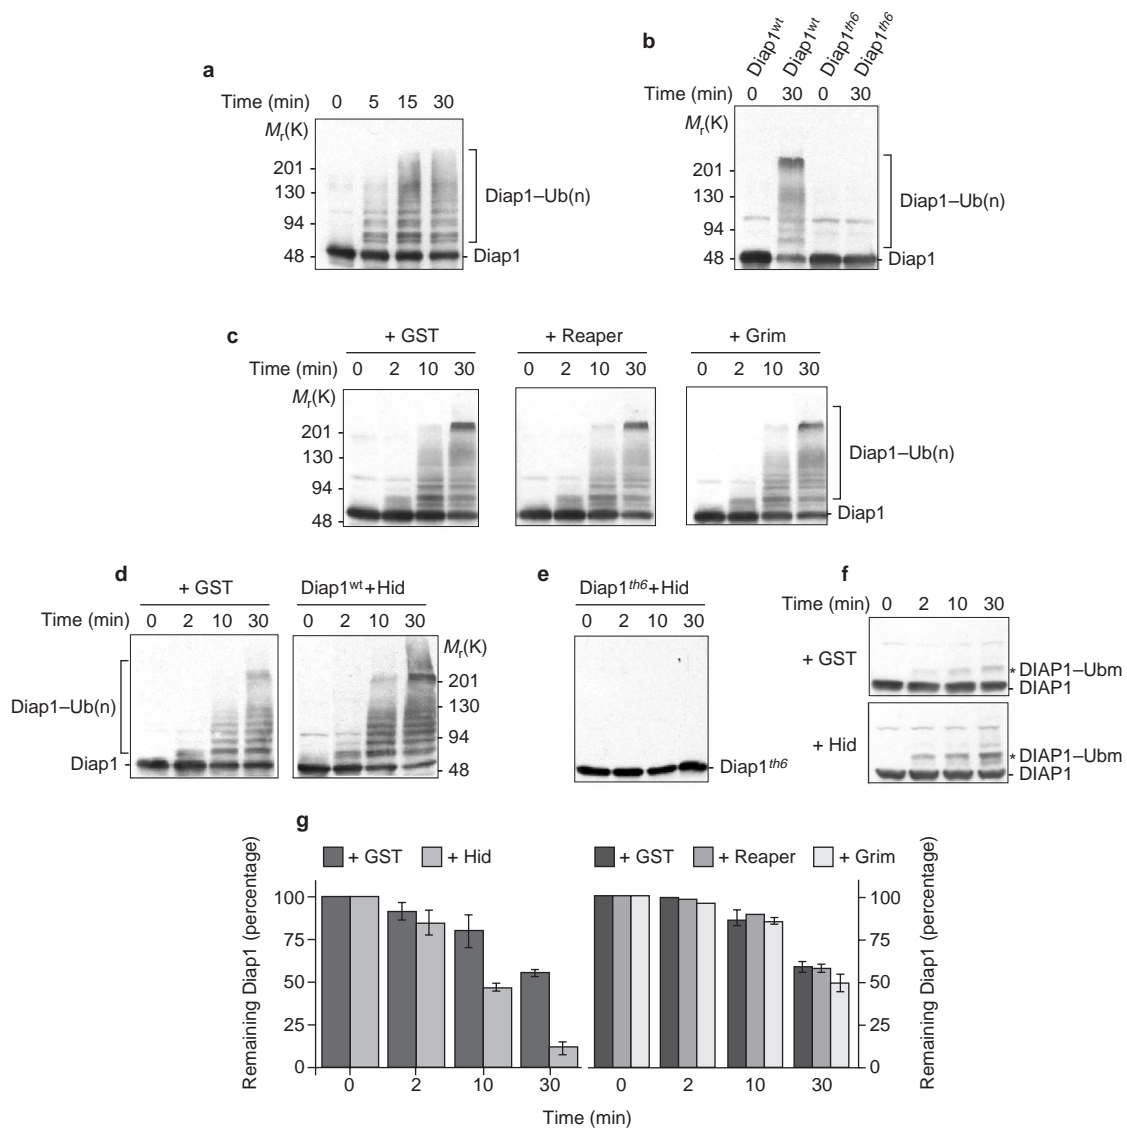 a
Time (min) 0 5 15 30
Mr(K)
201
130
94
48
Diap1–Ub(n)
Diap1
b
Diap1wt Diap1wt Diap1th6 Diap1th6
Time (min) 0 30 0 30
Mr(K)
201
130
94
48
Diap1–Ub(n)
Diap1
c
+ GST + Reaper + Grim
Time (min) 0 2 10 30 0 2 10 30 0 2 10 30
Mr(K)
201
130
94
48
Diap1–Ub(n)
Diap1
d
+ GST Diap1wt+Hid
Time (min) 0 2 10 30 0 2 10 30
Mr(K)
201
130
94
48
Diap1–Ub(n)
Diap1
e
Diap1th6+Hid
0 2 10 30
Diap1th6
f
Time (min) 0 2 10 30
+ GST
* DIAP1–Ubm
DIAP1
+ Hid
* DIAP1–Ubm
DIAP1
g
+ GST + Hid
+ GST + Reaper + Grim
Remaining Diap1 (percentage)
100
75
50
25
0
0 2 10 30
0 2 10 30
100
75
50
25
0
Remaining Diap1 (percentage)
Time (min)